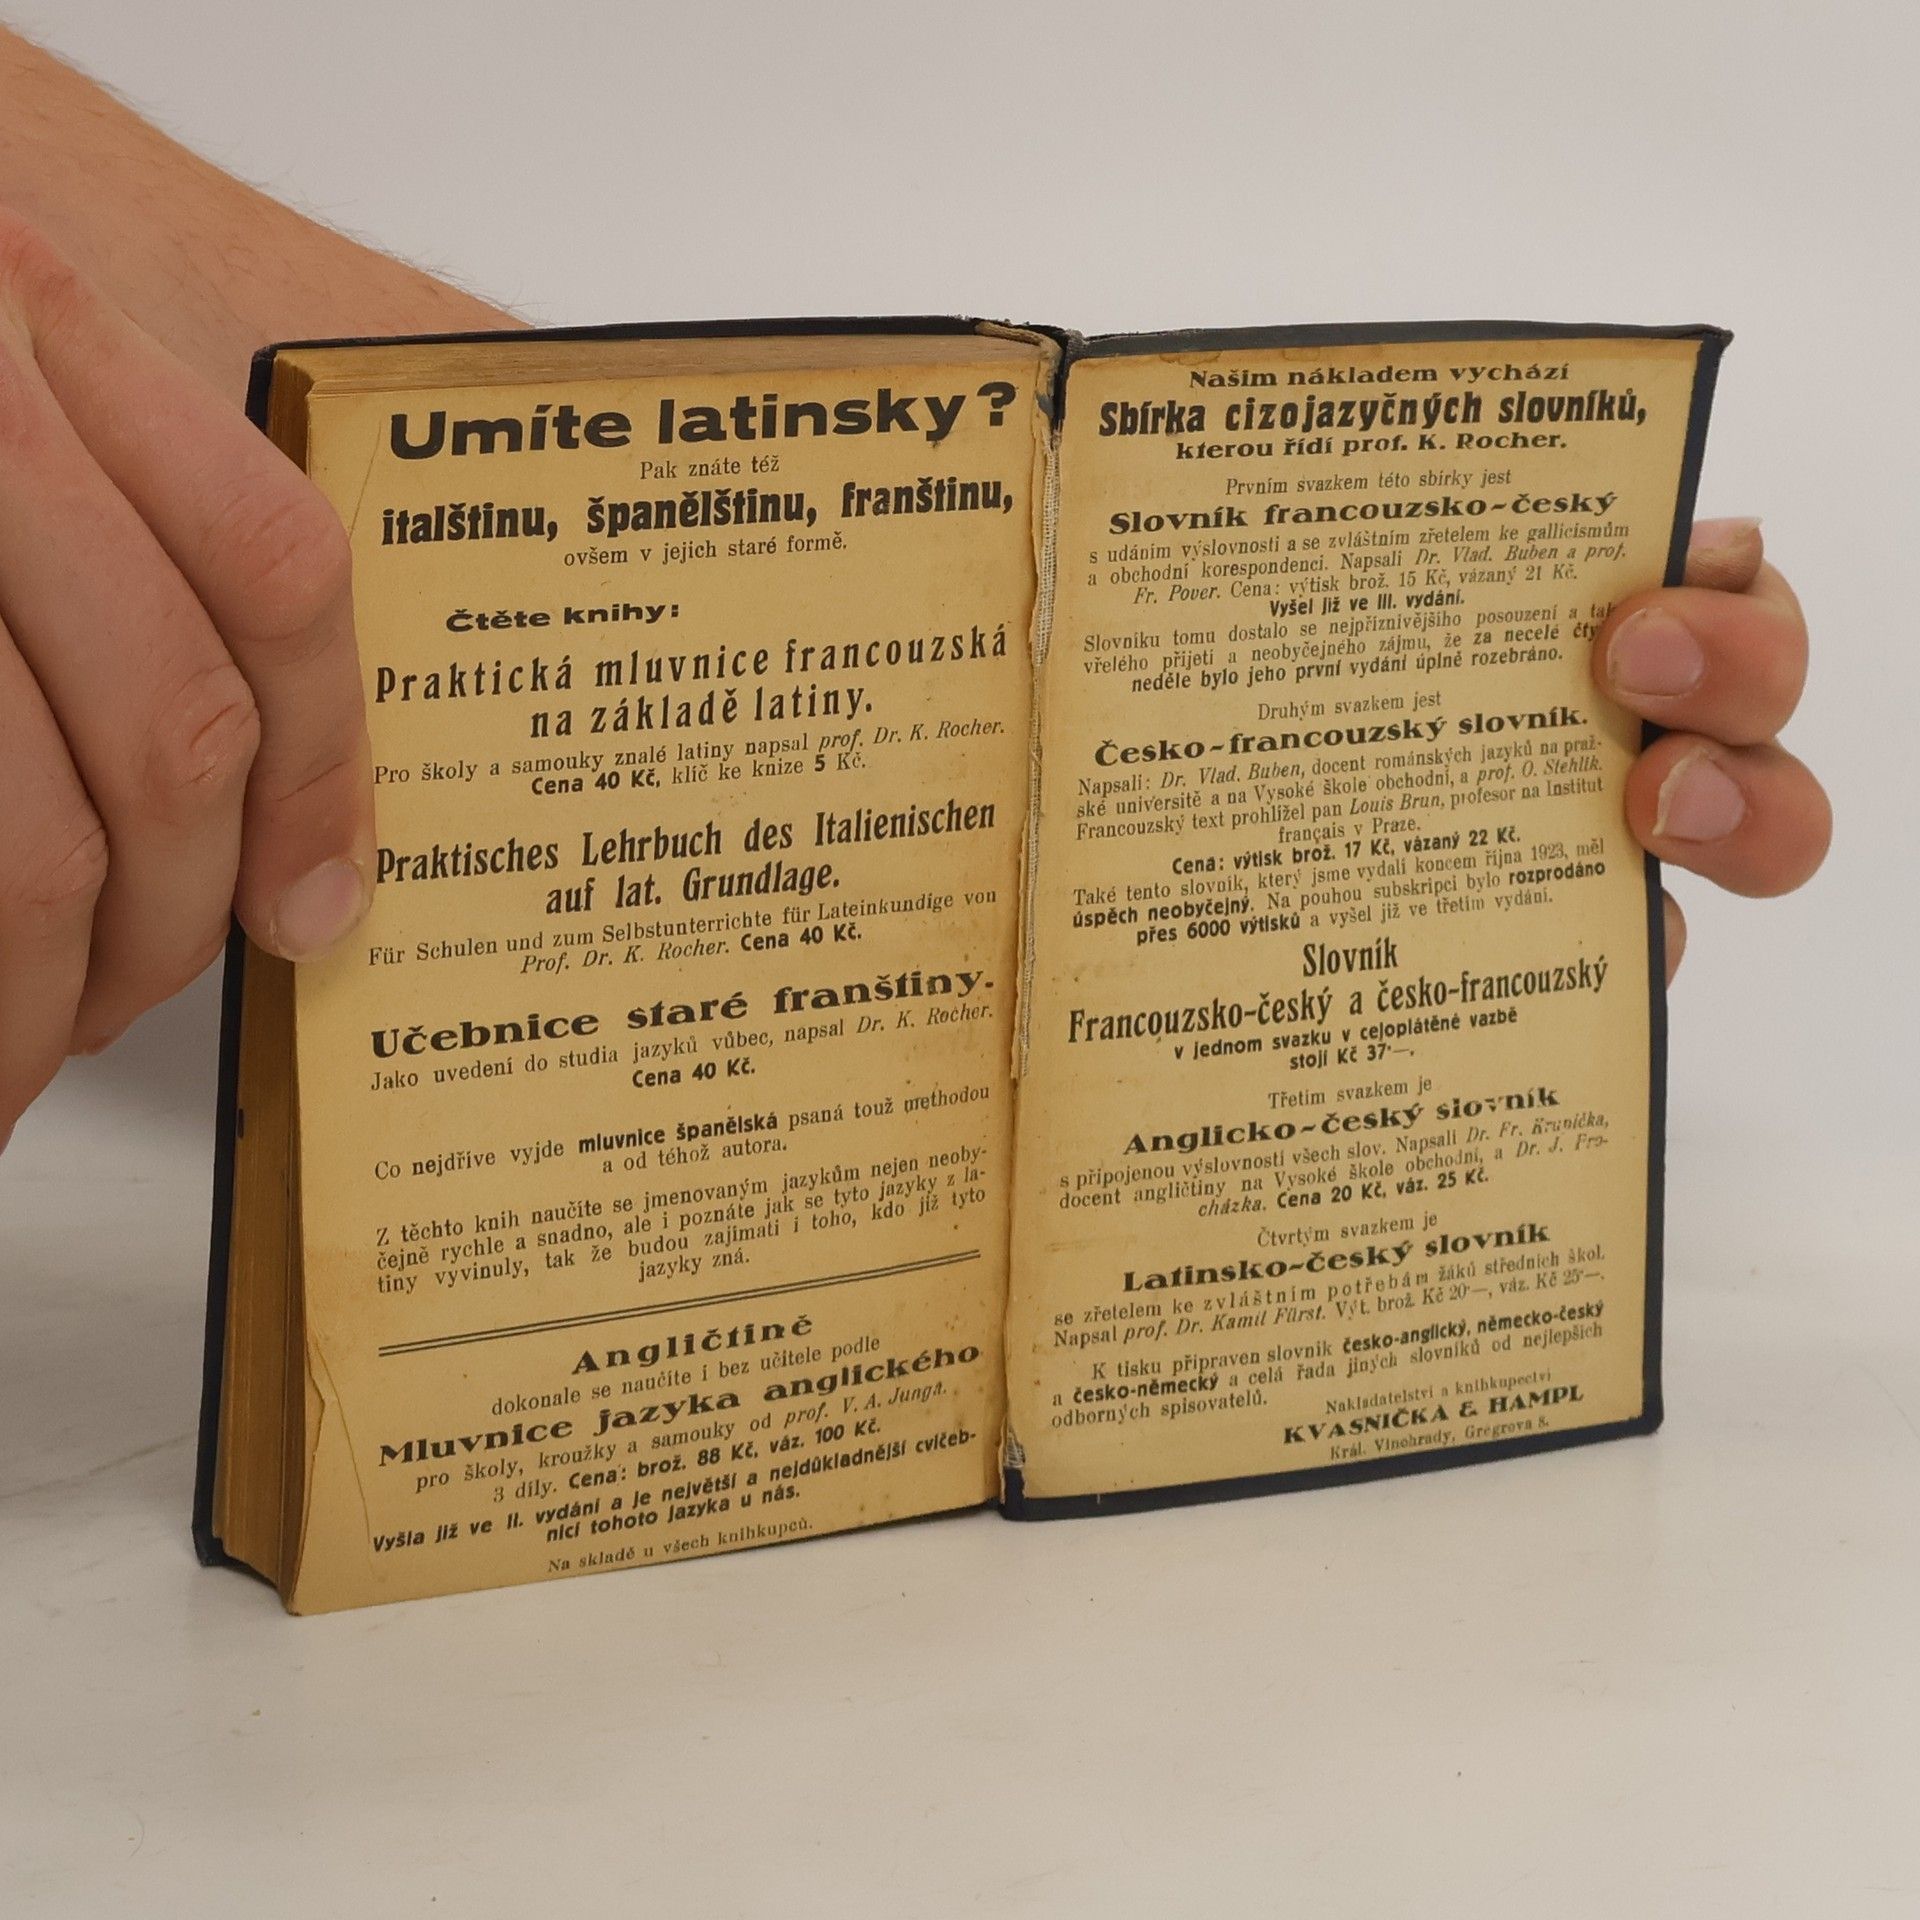 Umíte latinsky?
Pak znáte též
italštinu, španělštinu, franštinu,
ovšem v jejich staré formě.
Čtěte knihy:
Praktická mluvnice francouzská
na základě latiny.
Pro školy a samouky znalé latiny napsal prof. Dr. K. Rocher.
Cena 40 Kč, klíč ke knize 5 Kč.
Praktisches Lehrbuch des Italienischen
auf lat. Grundlage.
Für Schulen und zum Selbstunterrichte für Lateinkundige von
Prof. Dr. K. Rocher. Cena 40 Kč.
Učebnice staré franštiny.
Jako uvedení do studia jazyků vůbec, napsal Dr. K. Rocher.
Cena 40 Kč.
Co nejdříve vyjde mluvnice španělská psaná touž methodou
a od téhož autora.
Z těchto knih naučíte se jmenovaným jazykům nejen neoby-
čejně rychle a snadno, ale i poznáte jak se tyto jazyky z la-
tiny vyvinuly, tak že budou zajímati i toho, kdo již tyto
jazyky zná.
Angličtině
dokonale se naučíte i bez učitele podle
Mluvnice jazyka anglického
pro školy, kroužky a samouky od prof. V. A. Junga.
3 díly. Cena: brož. 88 Kč, váz. 100 Kč.
Vyšla již ve II. vydání a je největší a nejdůkladnější cvičeb-
nicí tohoto jazyka u nás.
Na skladě u všech knihkupců.
Naším nákladem vychází
Sbírka cizojazyčných slovníků,
kterou řídí prof. K. Rocher.
Prvním svazkem této sbírky jest
Slovník francouzsko-český
s udáním výslovnosti a se zvláštním zřetelem ke gallicismům
a obchodní korespondenci. Napsali Dr. Vlad. Buben a prof.
Fr. Pover. Cena: výtisk brož. 15 Kč, vázaný 21 Kč.
Vyšel již ve III. vydání.
Slovníku tomu dostalo se nejpříznivějšího posouzení a tak
vřelého přijetí a neobyčejného zájmu, že za necelé čty
neděle bylo jeho první vydání úplně rozebráno.
Druhým svazkem jest
Česko-francouzský slovník.
Napsali: Dr. Vlad. Buben, docent románských jazyků na praž-
ské universitě a na Vysoké škole obchodní, a prof. O. Stehlík.
Francouzský text prohlížel pan Louis Brun, profesor na Institut
français v Praze.
Cena: výtisk brož. 17 Kč, vázaný 22 Kč.
Také tento slovník, který jsme vydali koncem října 1923, měl
úspěch neobyčejný. Na pouhou subskripci bylo rozprodáno
přes 6000 výtisků a vyšel již ve třetím vydání.
Slovník
Francouzsko-český a česko-francouzský
v jednom svazku v celoplátěné vazbě
stojí Kč 37·—.
Třetím svazkem je
Anglicko-český slovník
s připojenou výslovností všech slov. Napsali Dr. Fr. Krupička,
docent angličtiny na Vysoké škole obchodní, a Dr. J. Pro-
cházka. Cena 20 Kč, váz. 25 Kč.
Čtvrtým svazkem je
Latinsko-český slovník
se zřetelem ke zvláštním potřebám žáků středních škol.
Napsal prof. Dr. Kamil Fürst. Výt. brož. Kč 20·—, váz. Kč 25·—.
K tisku připraven slovník česko-anglický, německo-český
a česko-německý a celá řada jiných slovníků od nejlepších
odborných spisovatelů.
Nakladatelství a knihkupectví
KVASNIČKA & HAMPL
Král. Vinohrady, Grégrova 8.